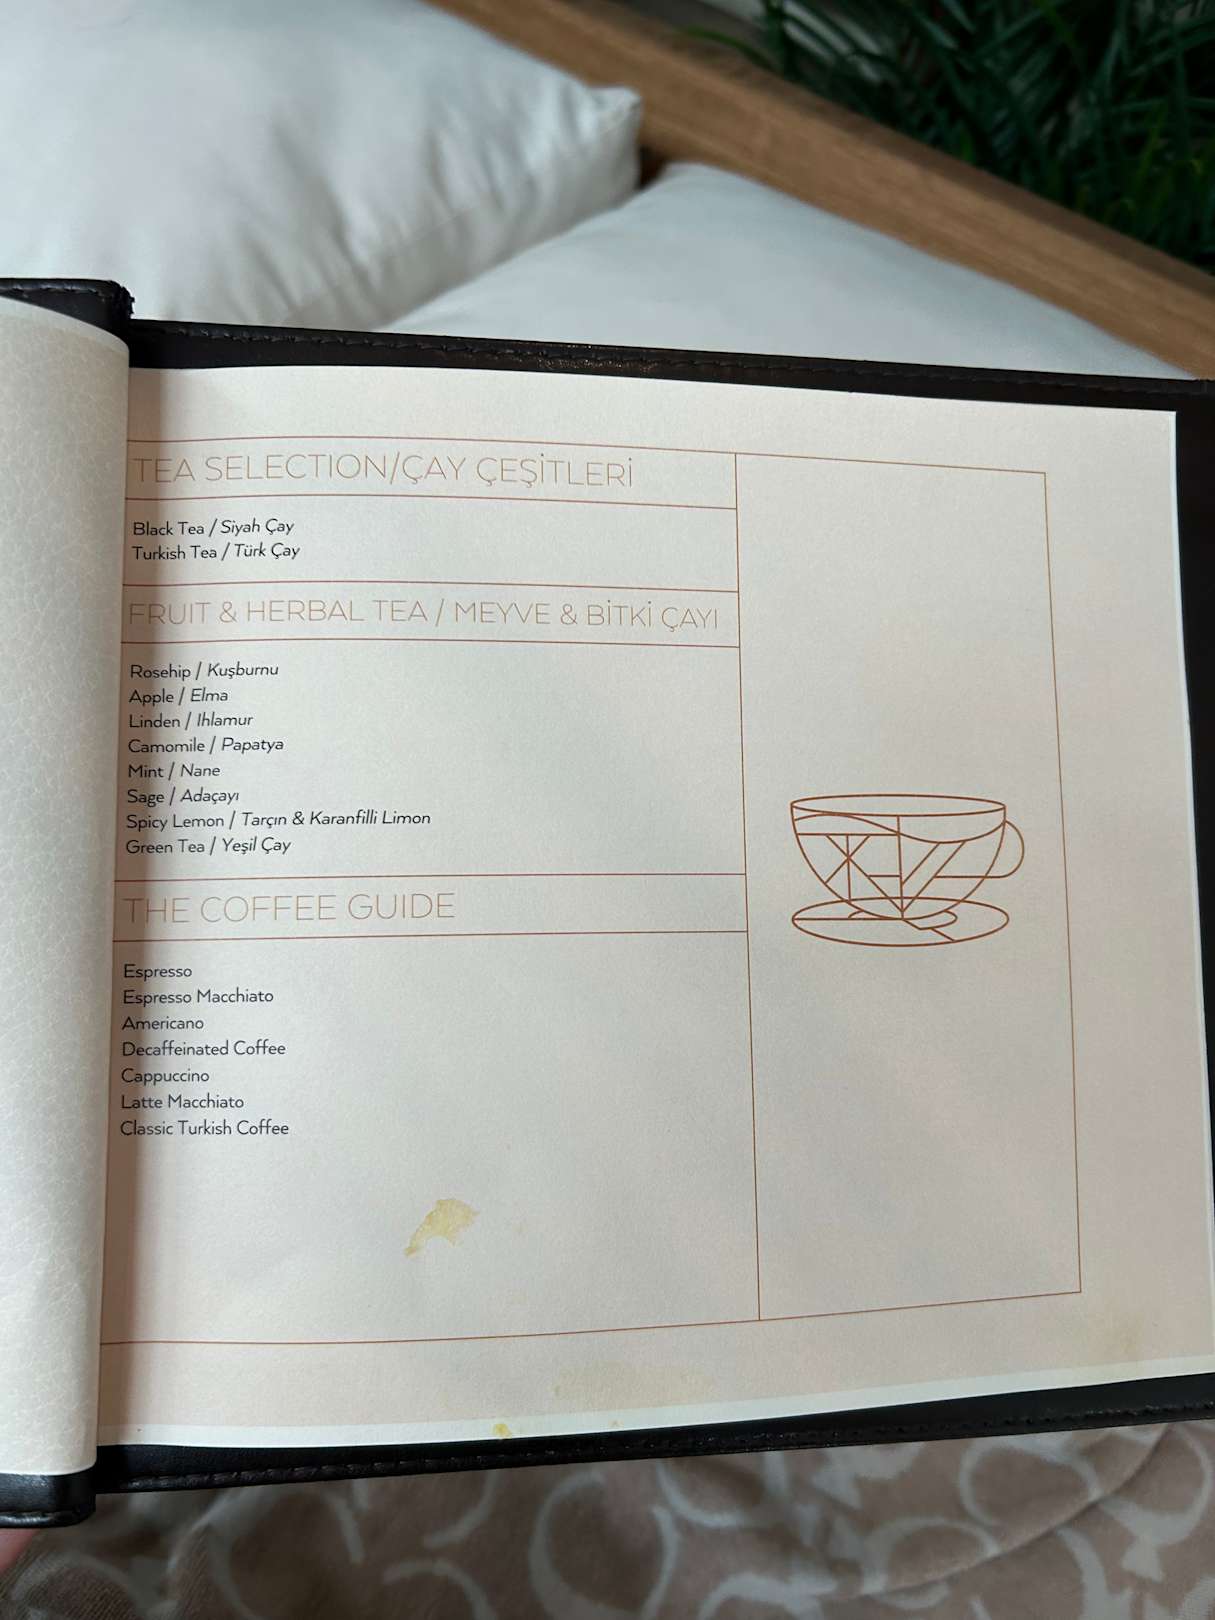 TEA SELECTION/ÇAY ÇEŞİTLERİ
Black Tea / Siyah Çay
Turkish Tea / Türk Çay
FRUIT & HERBAL TEA / MEYVE & BİTKİ ÇAYI
Rosehip / Kuşburnu
Apple / Elma
Linden / Ihlamur
Camomile / Papatya
Mint / Nane
Sage / Adaçayı
Spicy Lemon / Tarçın & Karanfilli Limon
Green Tea / Yeşil Çay
THE COFFEE GUIDE
Espresso
Espresso Macchiato
Americano
Decaffeinated Coffee
Cappuccino
Latte Macchiato
Classic Turkish Coffee